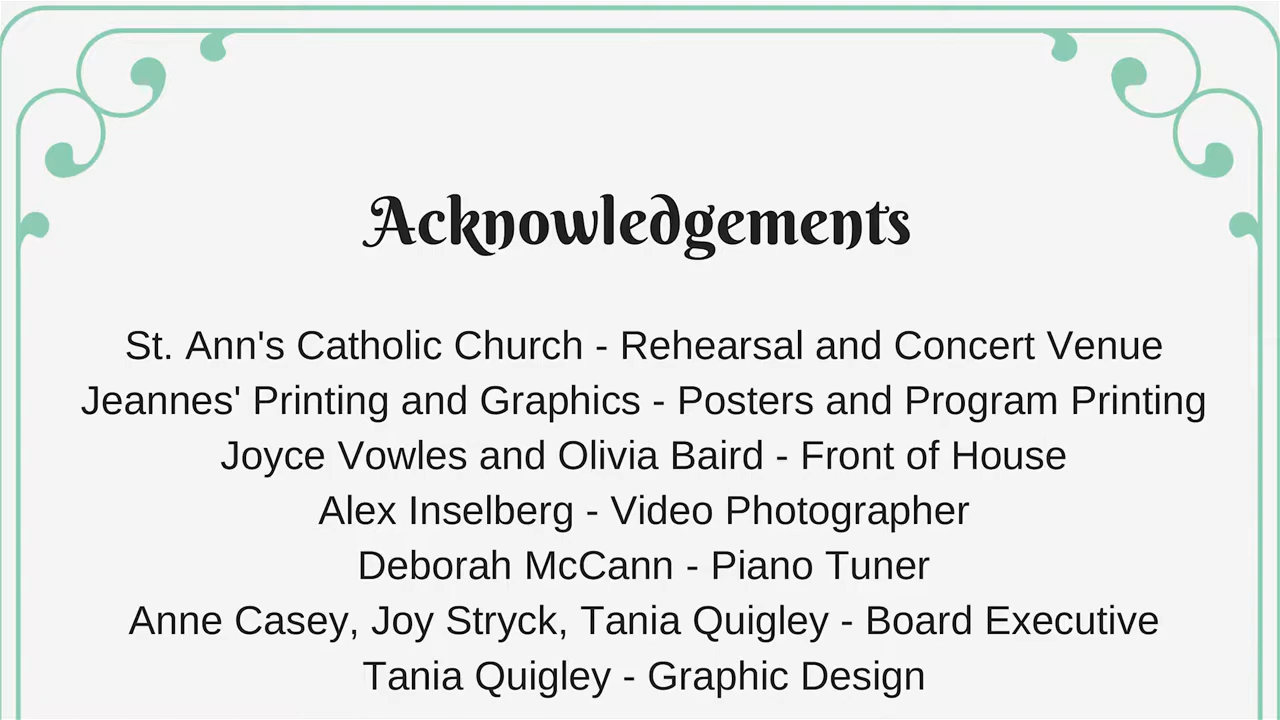 Acknowledgements
St. Ann's Catholic Church - Rehearsal and Concert Venue
Jeannes' Printing and Graphics - Posters and Program Printing
Joyce Vowles and Olivia Baird - Front of House
Alex Inselberg - Video Photographer
Deborah McCann - Piano Tuner
Anne Casey, Joy Stryck, Tania Quigley - Board Executive
Tania Quigley - Graphic Design